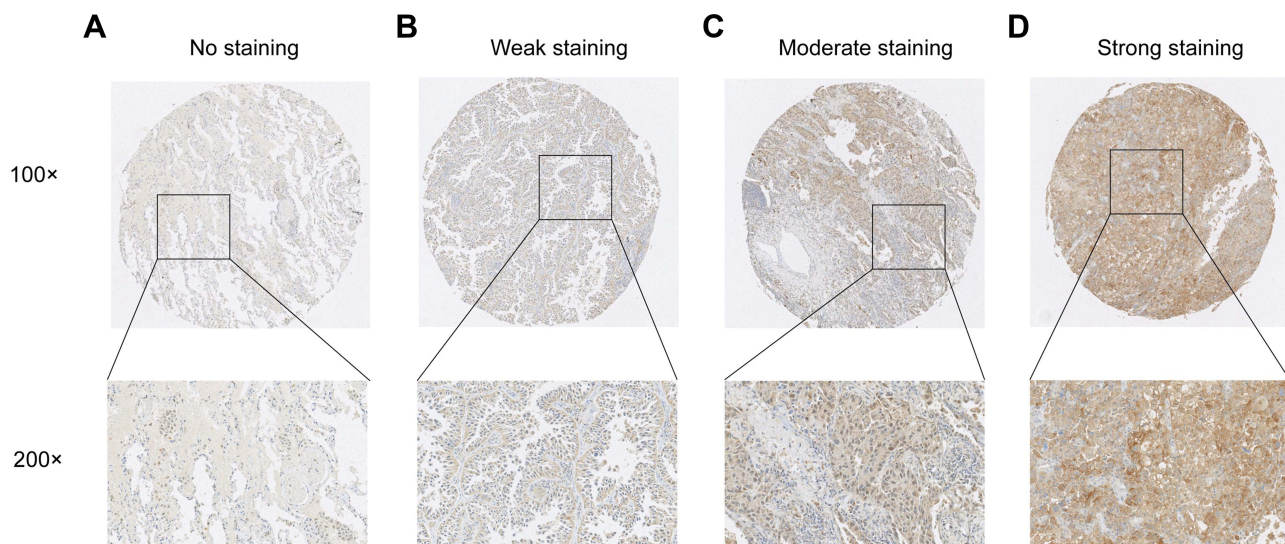 A
No staining
B
Weak staining
C
Moderate staining
D
Strong staining
100×
200×